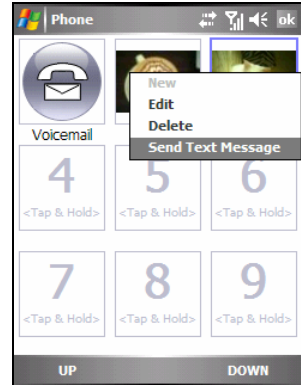 Phone ok
New
Edit
Delete
Send Text Message
Voicemail
4 5 6
<Tap & Hold> <Tap & Hold> <Tap & Hold>
7 8 9
<Tap & Hold> <Tap & Hold> <Tap & Hold>
UP DOWN